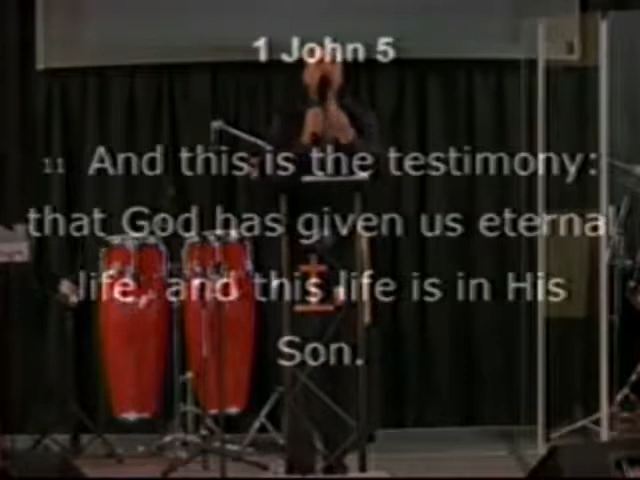 1 John 5
11 And this is the testimony:
that God has given us eternal
life, and this life is in His
Son.